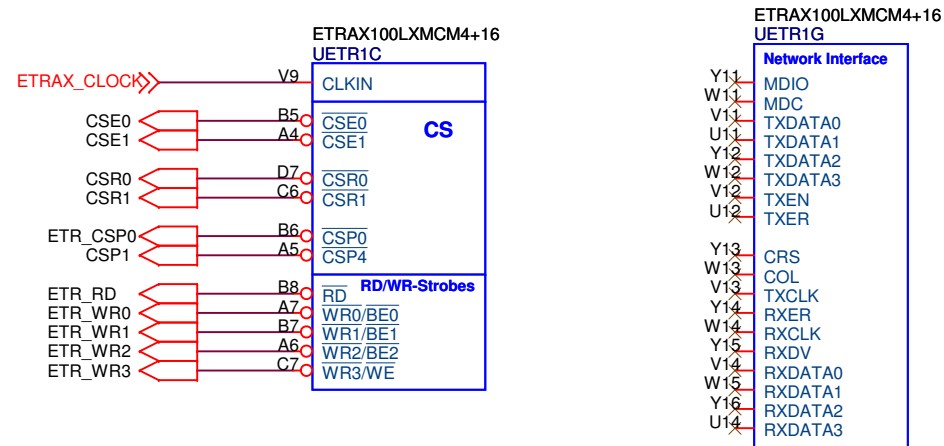 ETRAX100LXMCM4+16
UETR1C
ETRAX_CLOCK V9 CLKIN
CS
CSE0 B5 CSE0
CSE1 A4 CSE1
CSR0 D7 CSR0
CSR1 C6 CSR1
ETR_CSP0 B6 CSP0
CSP1 A5 CSP4
RD/WR-Strobes
ETR_RD B8 RD
ETR_WR0 A7 WR0/BE0
ETR_WR1 B7 WR1/BE1
ETR_WR2 A6 WR2/BE2
ETR_WR3 C7 WR3/WE
ETRAX100LXMCM4+16
UETR1G
Network Interface
Y11 MDIO
W11 MDC
V11 TXDATA0
U11 TXDATA1
Y12 TXDATA2
W12 TXDATA3
V12 TXEN
U12 TXER
Y13 CRS
W13 COL
V13 TXCLK
Y14 RXER
W14 RXCLK
Y15 RXDV
V14 RXDATA0
W15 RXDATA1
Y16 RXDATA2
U14 RXDATA3